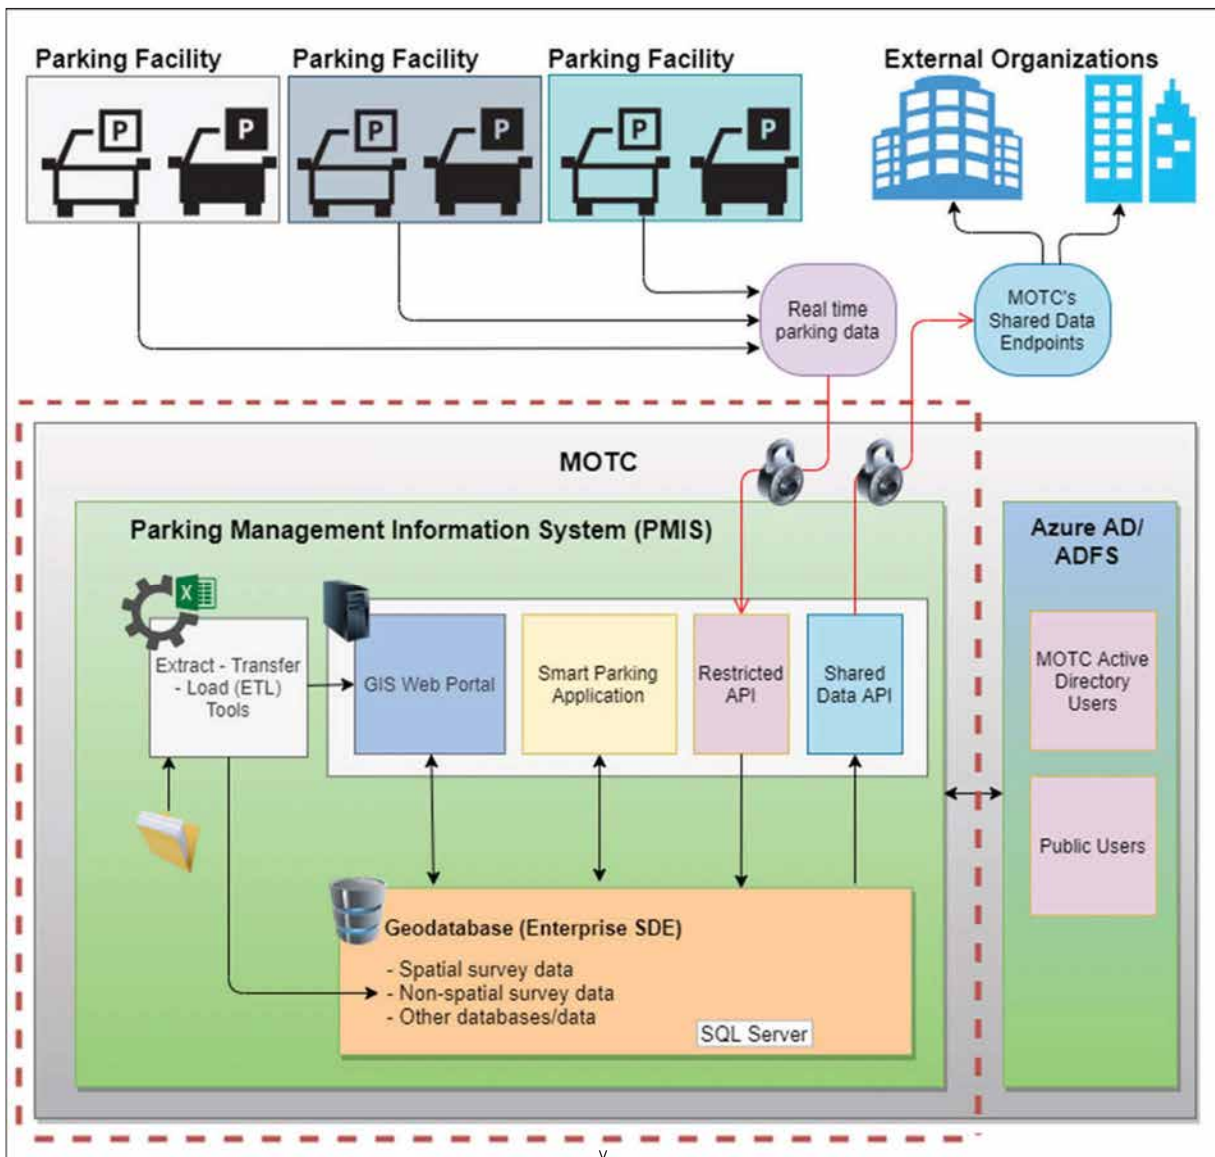 Parking Facility
Parking Facility
Parking Facility
External Organizations
P
P
P
P
P
P
Real time
parking data
MOTC's
Shared Data
Endpoints
MOTC
Parking Management Information System (PMIS)
Azure AD/
ADFS
X
Extract - Transfer
- Load (ETL)
Tools
GIS Web Portal
Smart Parking
Application
Restricted
API
Shared
Data API
MOTC Active
Directory
Users
Public Users
Geodatabase (Enterprise SDE)
- Spatial survey data
- Non-spatial survey data
- Other databases/data
SQL Server
v